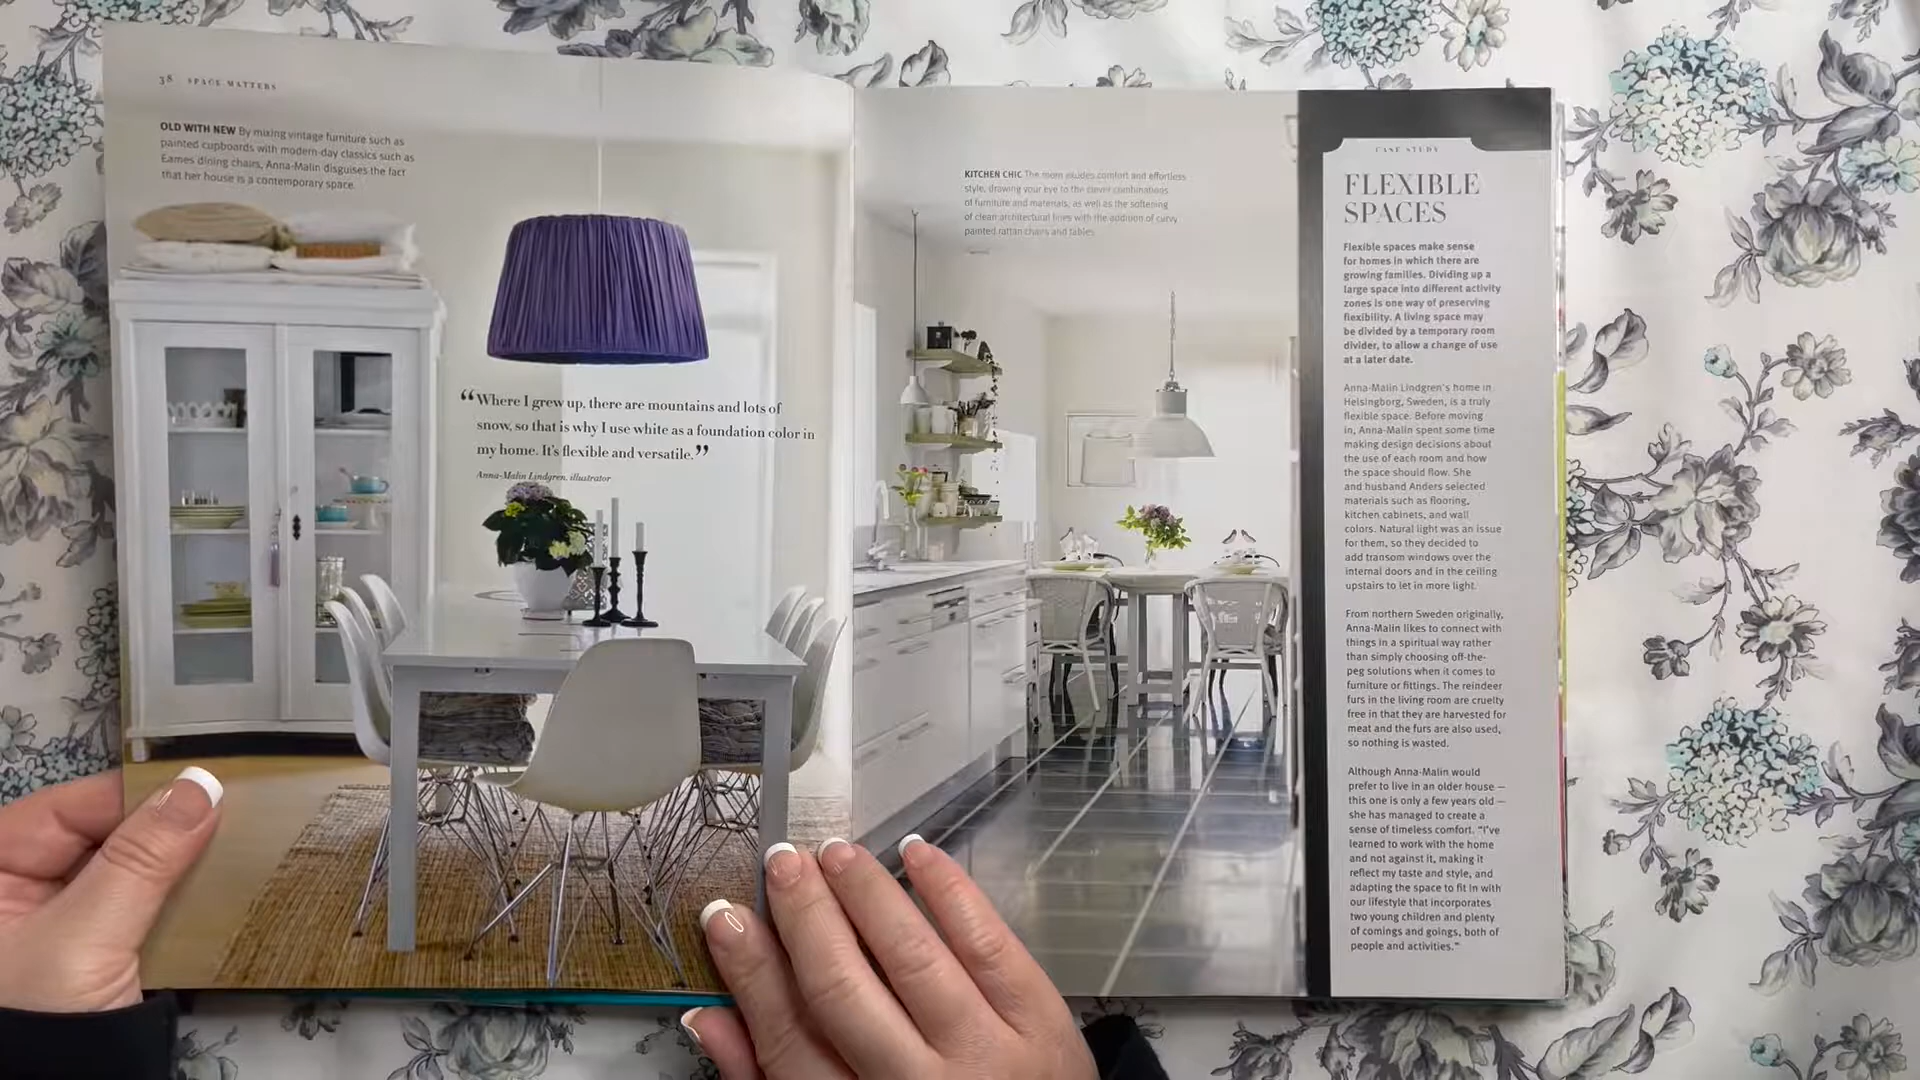 38 SPACE MATTERS
OLD WITH NEW By mixing vintage furniture such as
painted cupboards with modern-day classics such as
Eames dining chairs, Anna-Malin disguises the fact
that her house is a contemporary space.
“Where I grew up, there are mountains and lots of
snow, so that is why I use white as a foundation color in
my home. It's flexible and versatile.”
Anna-Malin Lindgren, illustrator
KITCHEN CHIC The room exudes comfort and effortless
style, drawing your eye to the clever combinations
of furniture and materials, as well as the softening
of clean architectural lines with the addition of curvy
painted rattan chairs and tables.
CASE STUDY
FLEXIBLE
SPACES
Flexible spaces make sense
for homes in which there are
growing families. Dividing up a
large space into different activity
zones is one way of preserving
flexibility. A living space may
be divided by a temporary room
divider, to allow a change of use
at a later date.
Anna-Malin Lindgren's home in
Helsingborg, Sweden, is a truly
flexible space. Before moving
in, Anna-Malin spent some time
making design decisions about
the use of each room and how
the space should flow. She
and husband Anders selected
materials such as flooring,
kitchen cabinets, and wall
colors. Natural light was an issue
for them, so they decided to
add transom windows over the
internal doors and in the ceiling
upstairs to let in more light.
From northern Sweden originally,
Anna-Malin likes to connect with
things in a spiritual way rather
than simply choosing off-the-
peg solutions when it comes to
furniture or fittings. The reindeer
furs in the living room are cruelty
free in that they are harvested for
meat and the furs are also used,
so nothing is wasted.
Although Anna-Malin would
prefer to live in an older house —
this one is only a few years old —
she has managed to create a
sense of timeless comfort. "I've
learned to work with the home
and not against it, making it
reflect my taste and style, and
adapting the space to fit in with
our lifestyle that incorporates
two young children and plenty
of comings and goings, both of
people and activities."